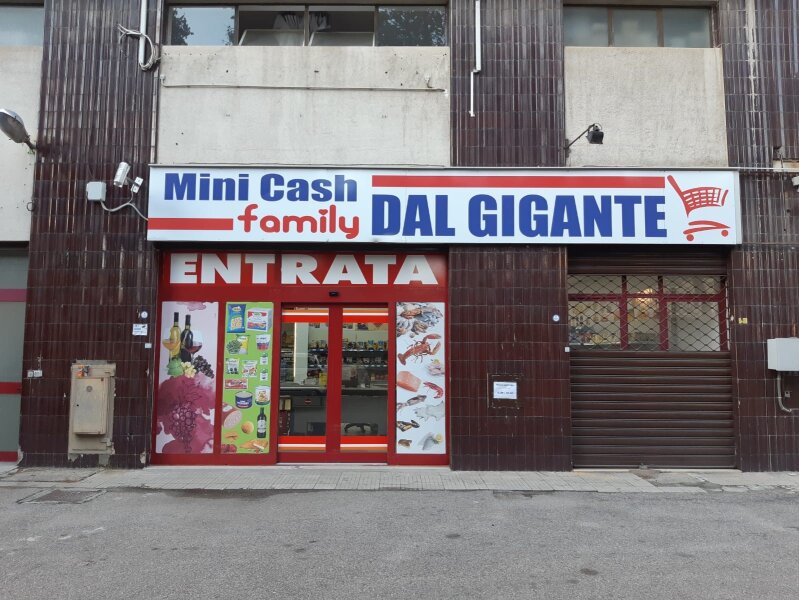 Mini Cash
family
DAL GIGANTE
ENTRATA